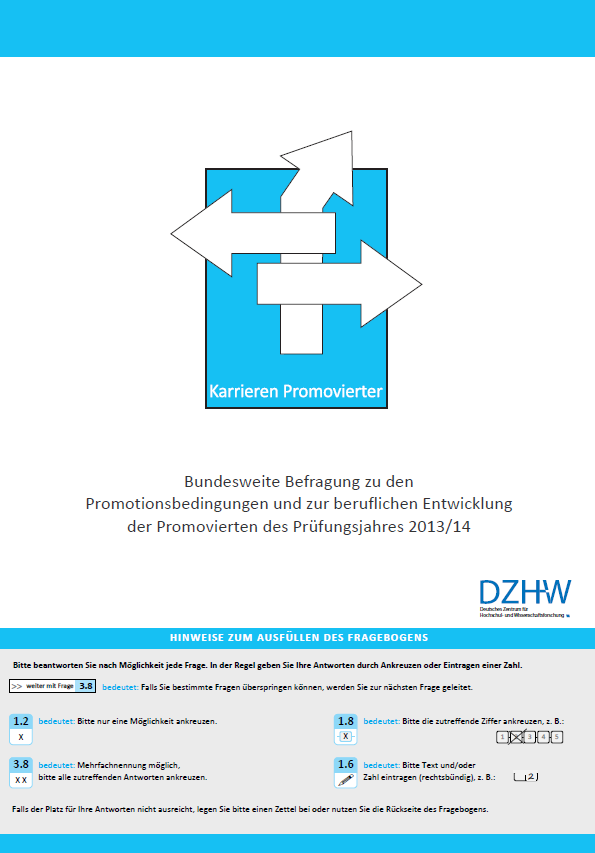 Karrieren Promovierter
Bundesweite Befragung zu den
Promotionsbedingungen und zur beruflichen Entwicklung
der Promovierten des Prüfungsjahres 2013/14
DZHW
Deutsches Zentrum für
Hochschul- und Wissenschaftsforschung
HINWEISE ZUM AUSFÜLLEN DES FRAGEBOGENS
Bitte beantworten Sie nach Möglichkeit jede Frage. In der Regel geben Sie Ihre Antworten durch Ankreuzen oder Eintragen einer Zahl.
>> weiter mit Frage 3.8 bedeutet: Falls Sie bestimmte Fragen überspringen können, werden Sie zur nächsten Frage geleitet.
1.2 bedeutet: Bitte nur eine Möglichkeit ankreuzen.
X
1.8 bedeutet: Bitte die zutreffende Ziffer ankreuzen, z. B.:
X 1 2 3 4 5
3.8 bedeutet: Mehrfachnennung möglich,
X X bitte alle zutreffenden Antworten ankreuzen.
1.6 bedeutet: Bitte Text und/oder
Zahl eintragen (rechtsbündig), z. B.: 2
Falls der Platz für Ihre Antworten nicht ausreicht, legen Sie bitte einen Zettel bei oder nutzen Sie die Rückseite des Fragebogens.